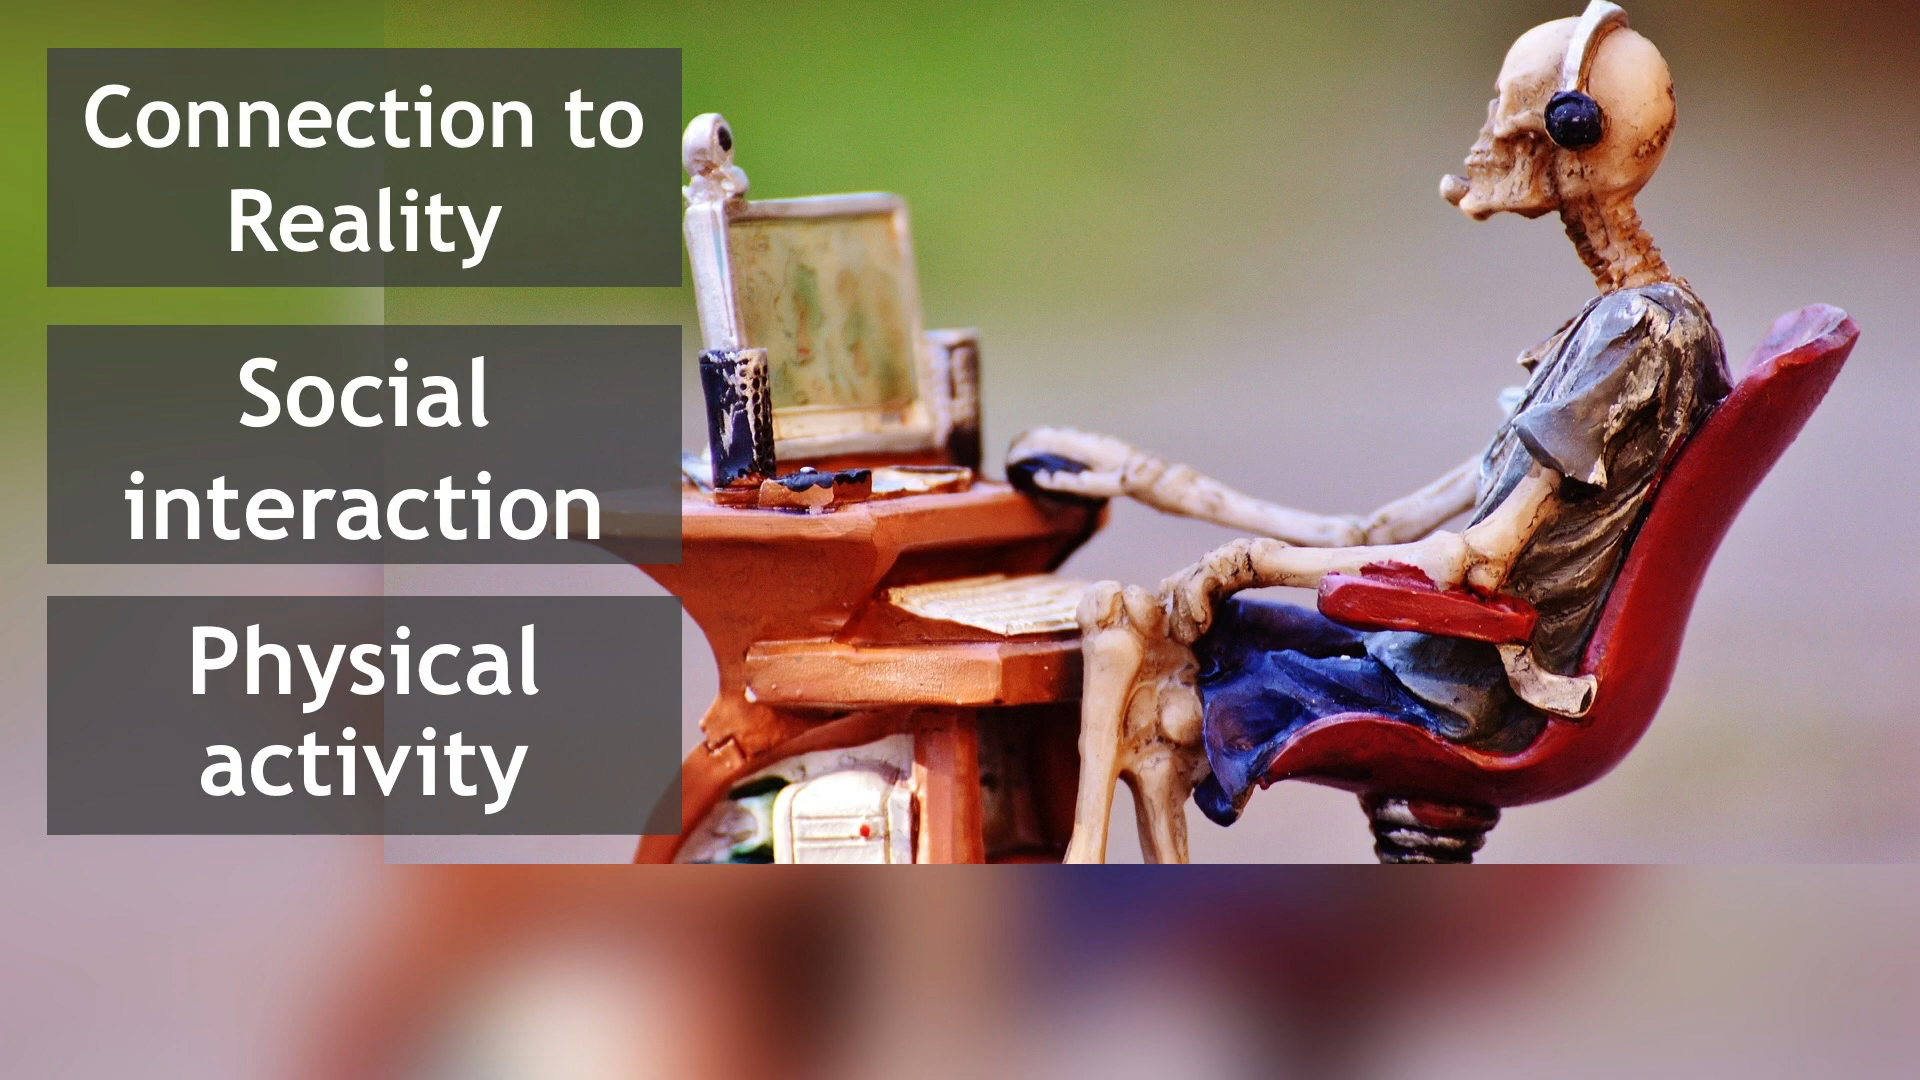 Connection to
Reality
Social
interaction
Physical
activity